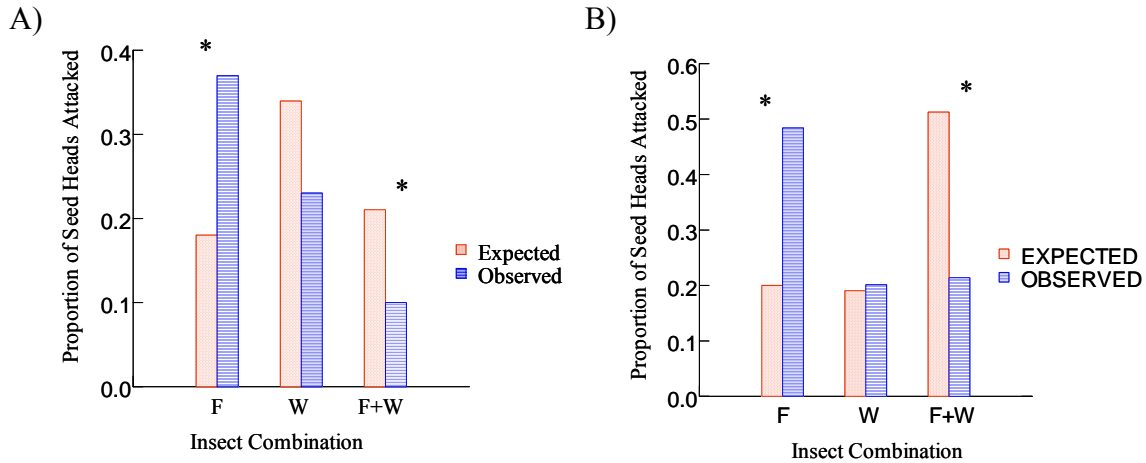 A)
*
*
0.4
0.3
0.2
0.1
0.0
Proportion of Seed Heads Attacked
F W F+W
Insect Combination
Expected
Observed
B)
*
*
0.6
0.5
0.4
0.3
0.2
0.1
0.0
Proportion of Seed Heads Attacked
F W F+W
Insect Combination
EXPECTED
OBSERVED